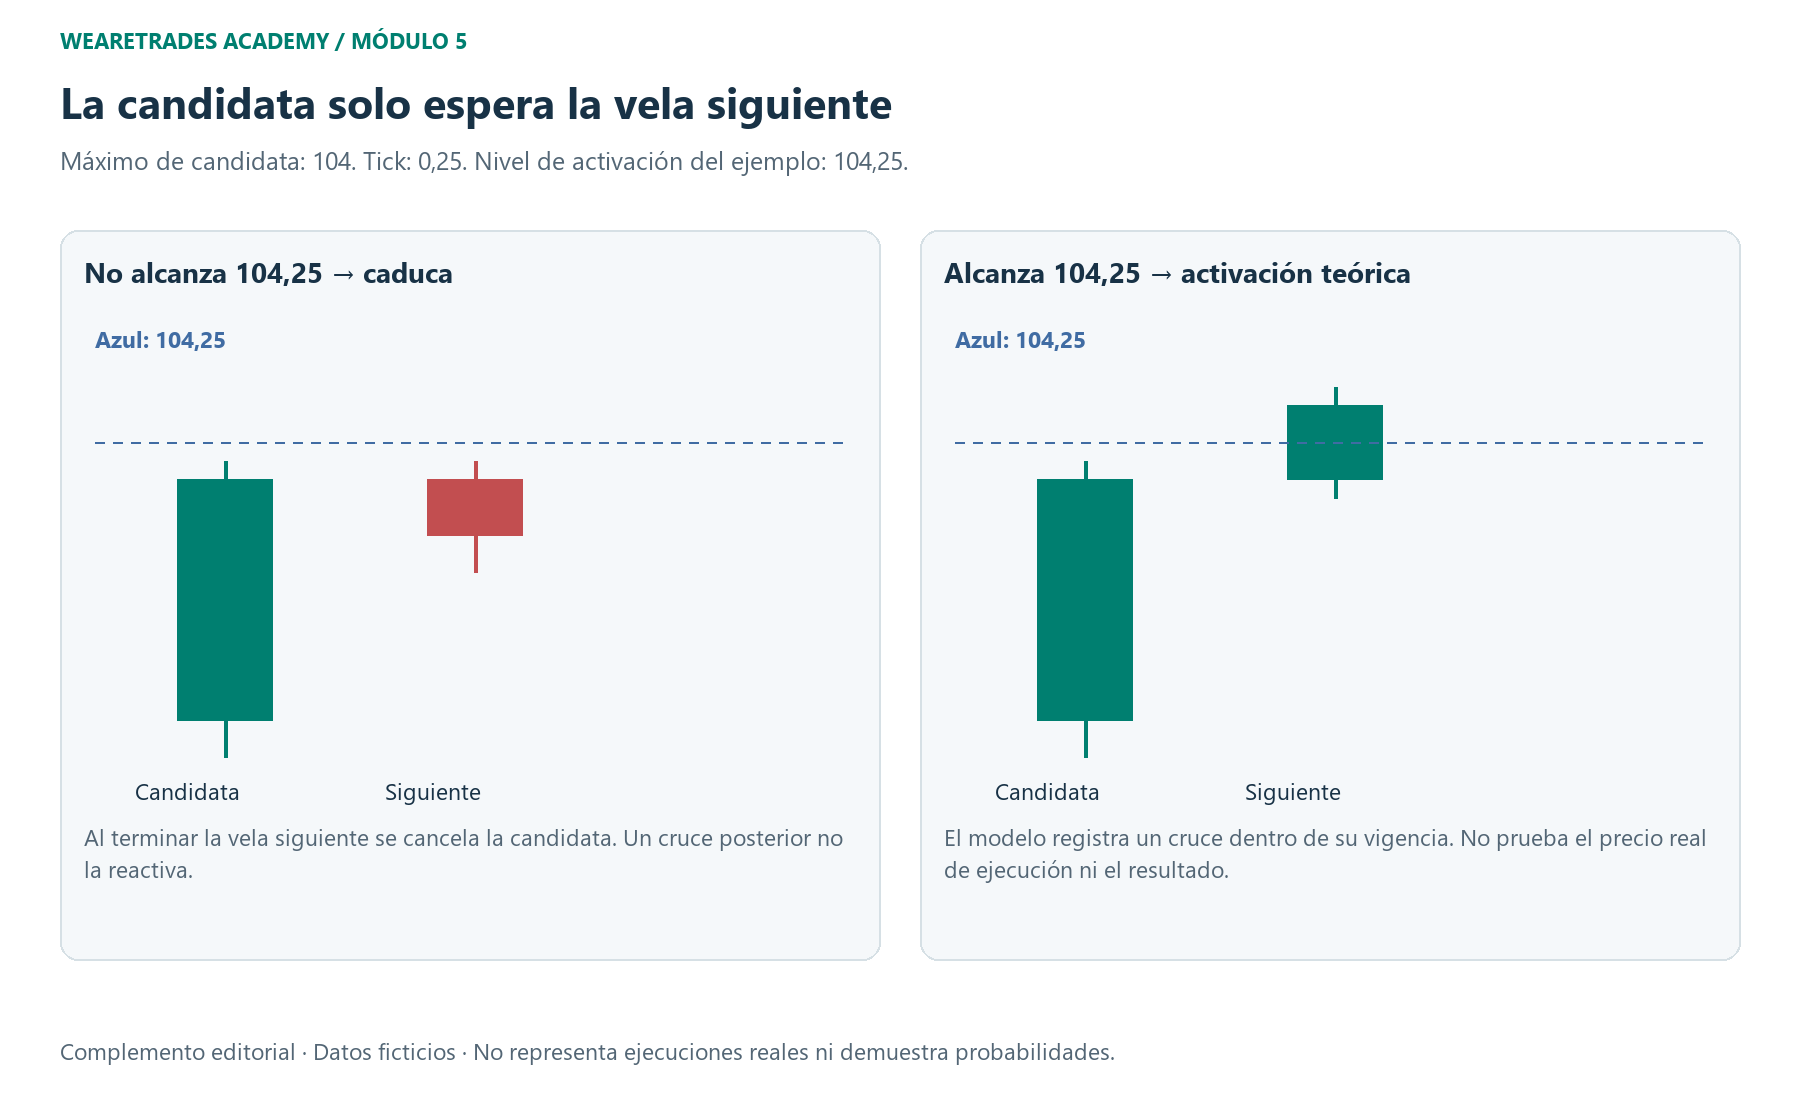 WEARETRADES ACADEMY / MÓDULO 5
La candidata solo espera la vela siguiente
Máximo de candidata: 104. Tick: 0,25. Nivel de activación del ejemplo: 104,25.
No alcanza 104,25 → caduca
Azul: 104,25
Candidata
Siguiente
Al terminar la vela siguiente se cancela la candidata. Un cruce posterior no
la reactiva.
Alcanza 104,25 → activación teórica
Azul: 104,25
Candidata
Siguiente
El modelo registra un cruce dentro de su vigencia. No prueba el precio real
de ejecución ni el resultado.
Complemento editorial · Datos ficticios · No representa ejecuciones reales ni demuestra probabilidades.